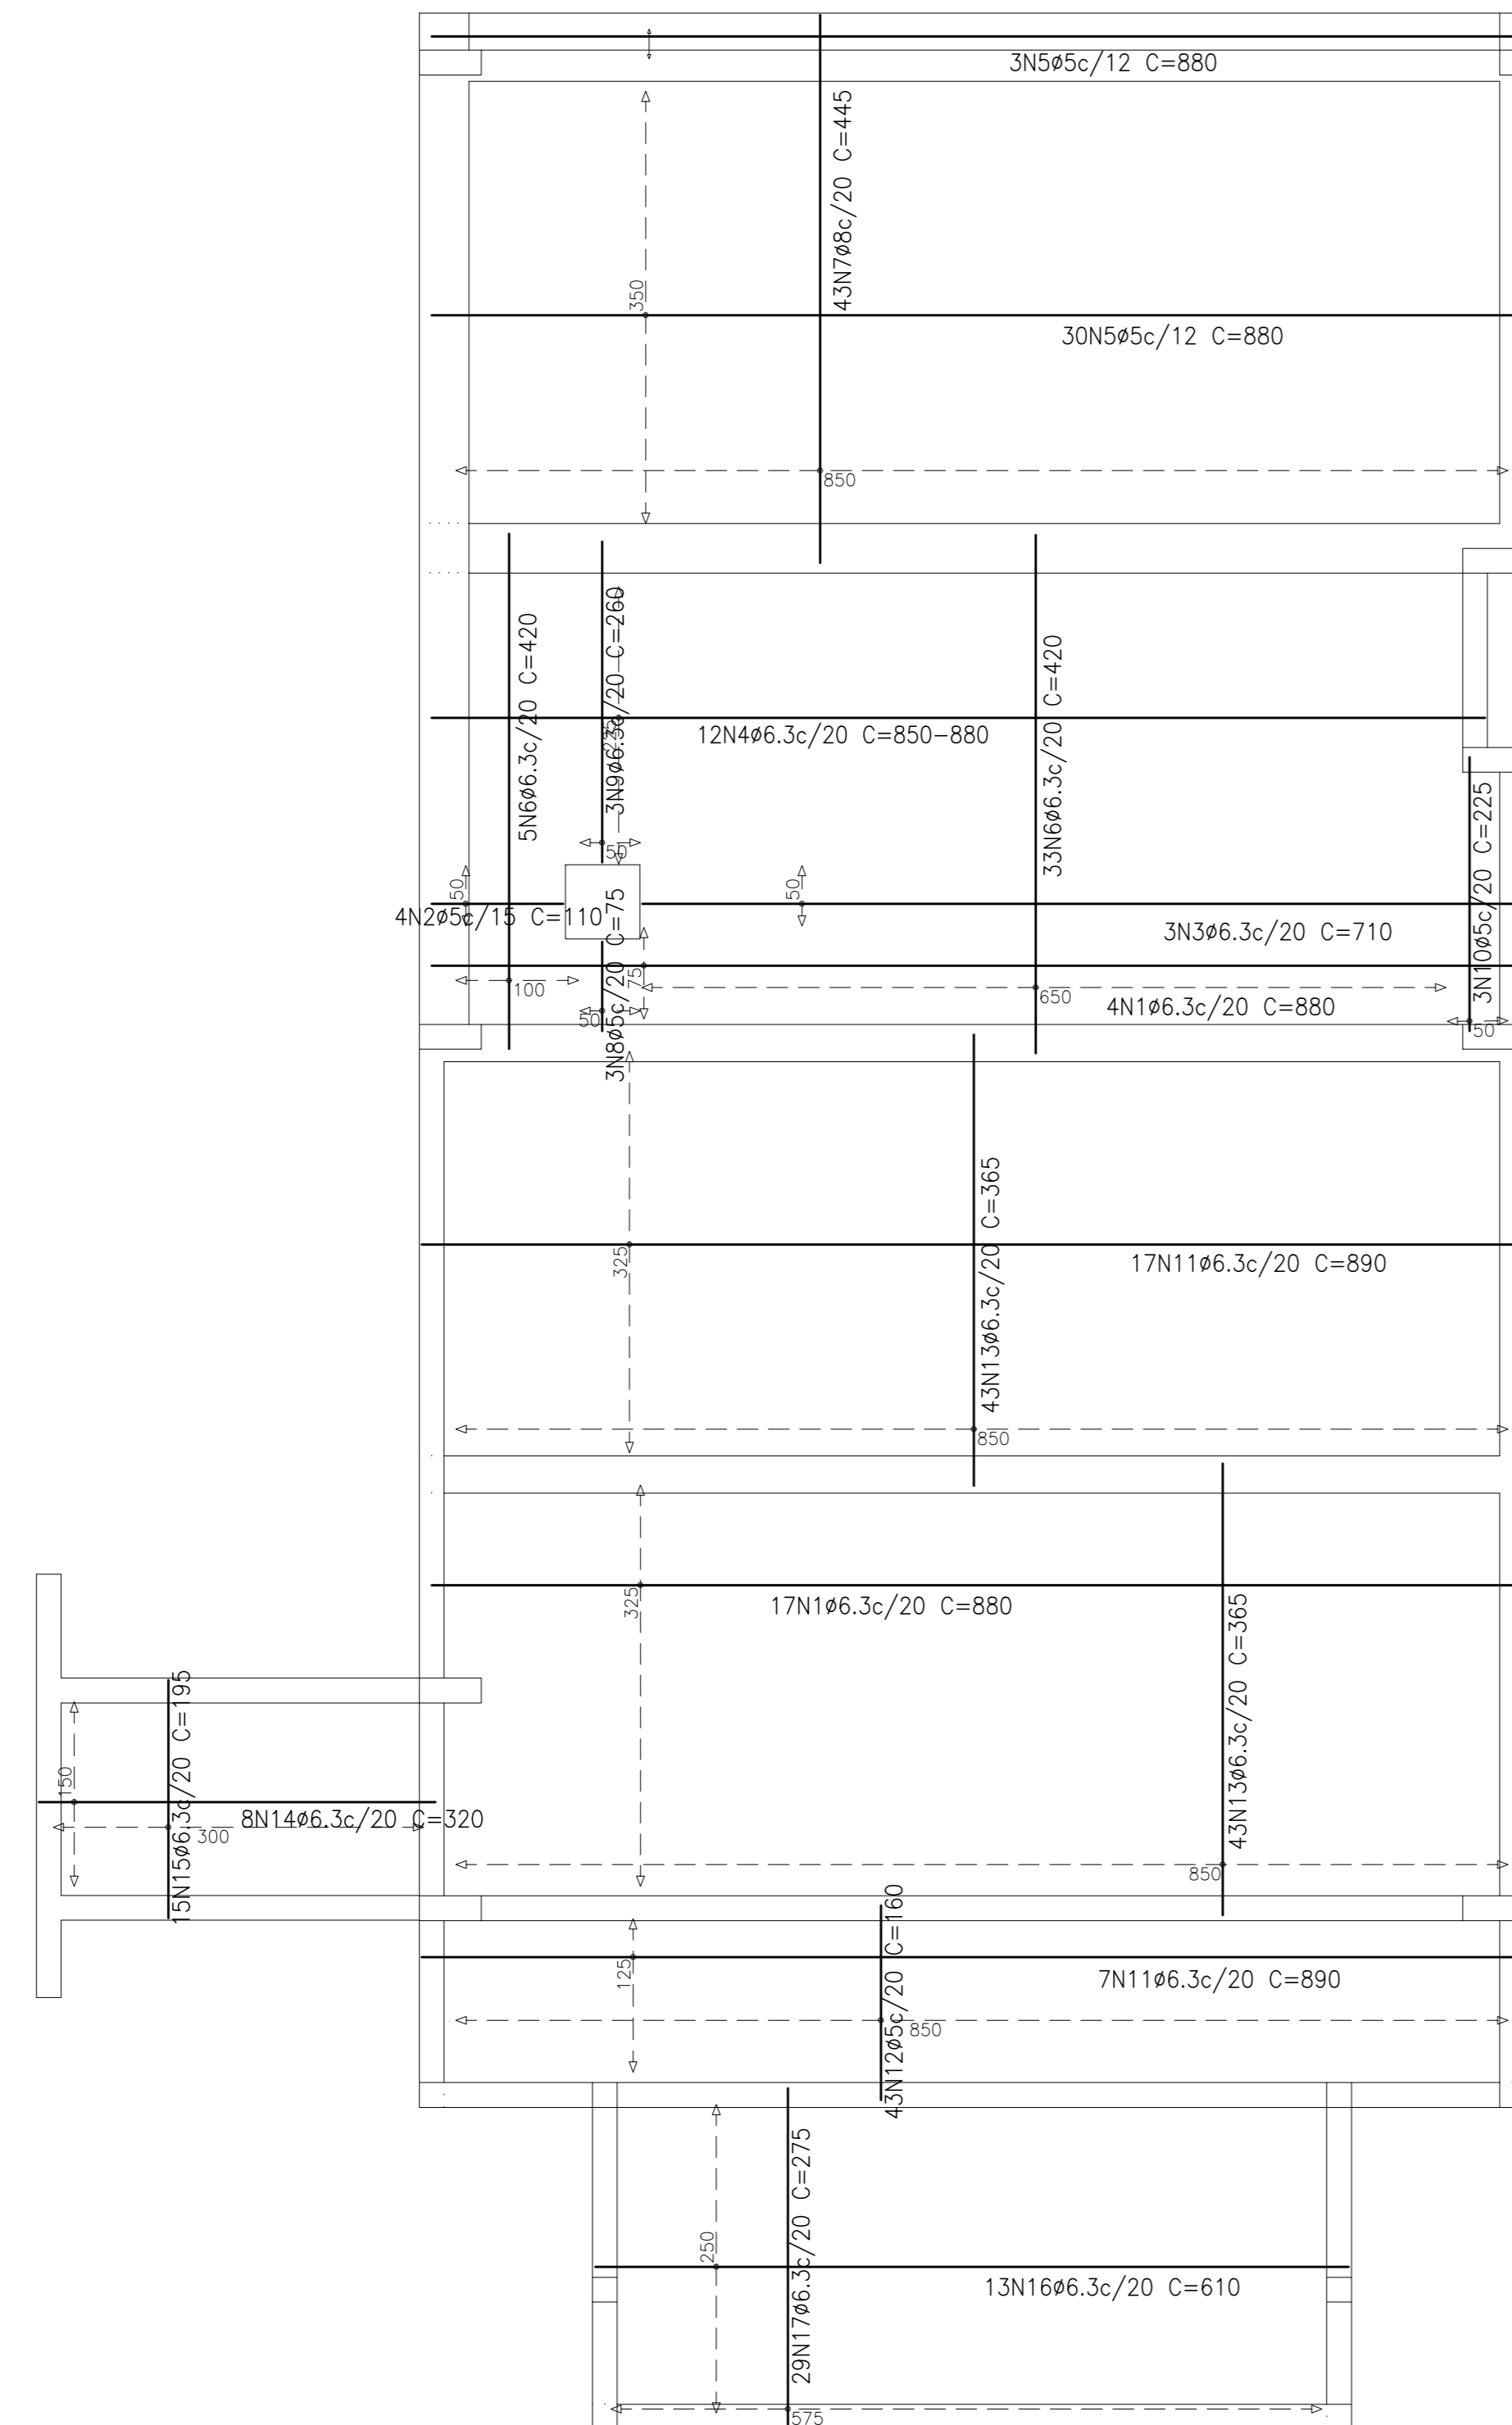 3N5ø5c/12 C=880
43N7ø8c/20 C=445
350
30N5ø5c/12 C=880
850
5N6ø6.3c/20 C=420
3N9ø6.3c/20 C=260
33N6ø6.3c/20 C=420
12N4ø6.3c/20 C=850-880
3N10ø5c/20 C=225
50
50
50
4N2ø5c/15 C=110
3N8ø5c/20 C=75
3N3ø6.3c/20 C=710
75
100
650
4N1ø6.3c/20 C=880
50
50
43N13ø6.3c/20 C=365
325
17N11ø6.3c/20 C=890
850
325
17N1ø6.3c/20 C=880
43N13ø6.3c/20 C=365
15N15ø6.3c/20 C=195
150
8N14ø6.3c/20 C=320
300
850
43N12ø5c/20 C=160
125
7N11ø6.3c/20 C=890
850
29N17ø6.3c/20 C=275
250
13N16ø6.3c/20 C=610
575